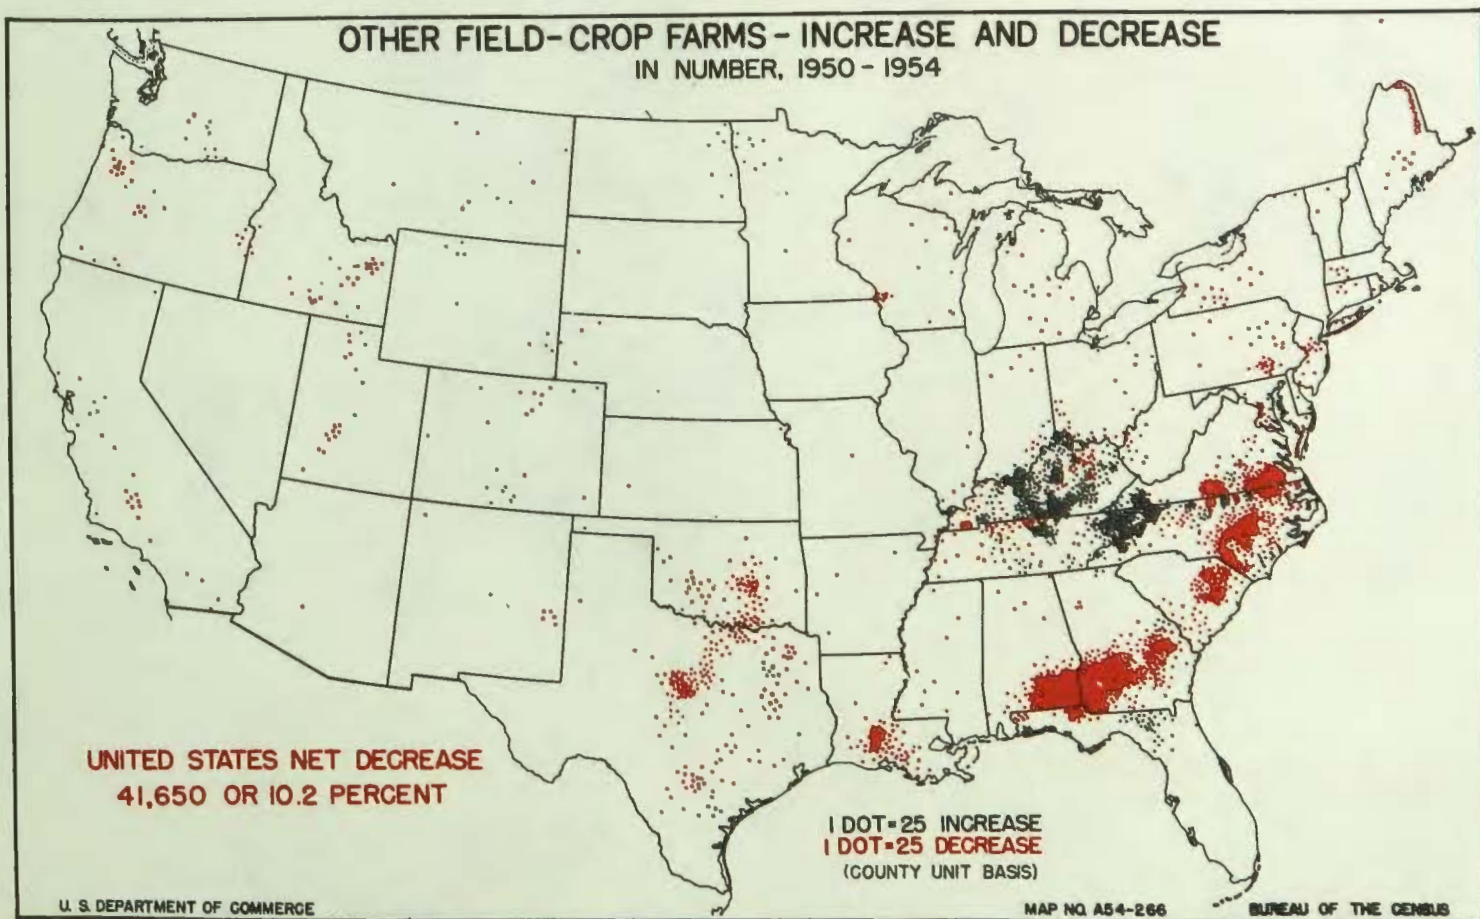 OTHER FIELD-CROP FARMS - INCREASE AND DECREASE
IN NUMBER, 1950 - 1954
UNITED STATES NET DECREASE
41,650 OR 10.2 PERCENT
1 DOT=25 INCREASE
1 DOT=25 DECREASE
(COUNTY UNIT BASIS)
U. S. DEPARTMENT OF COMMERCE
MAP NO. A54-266
BUREAU OF THE CENSUS